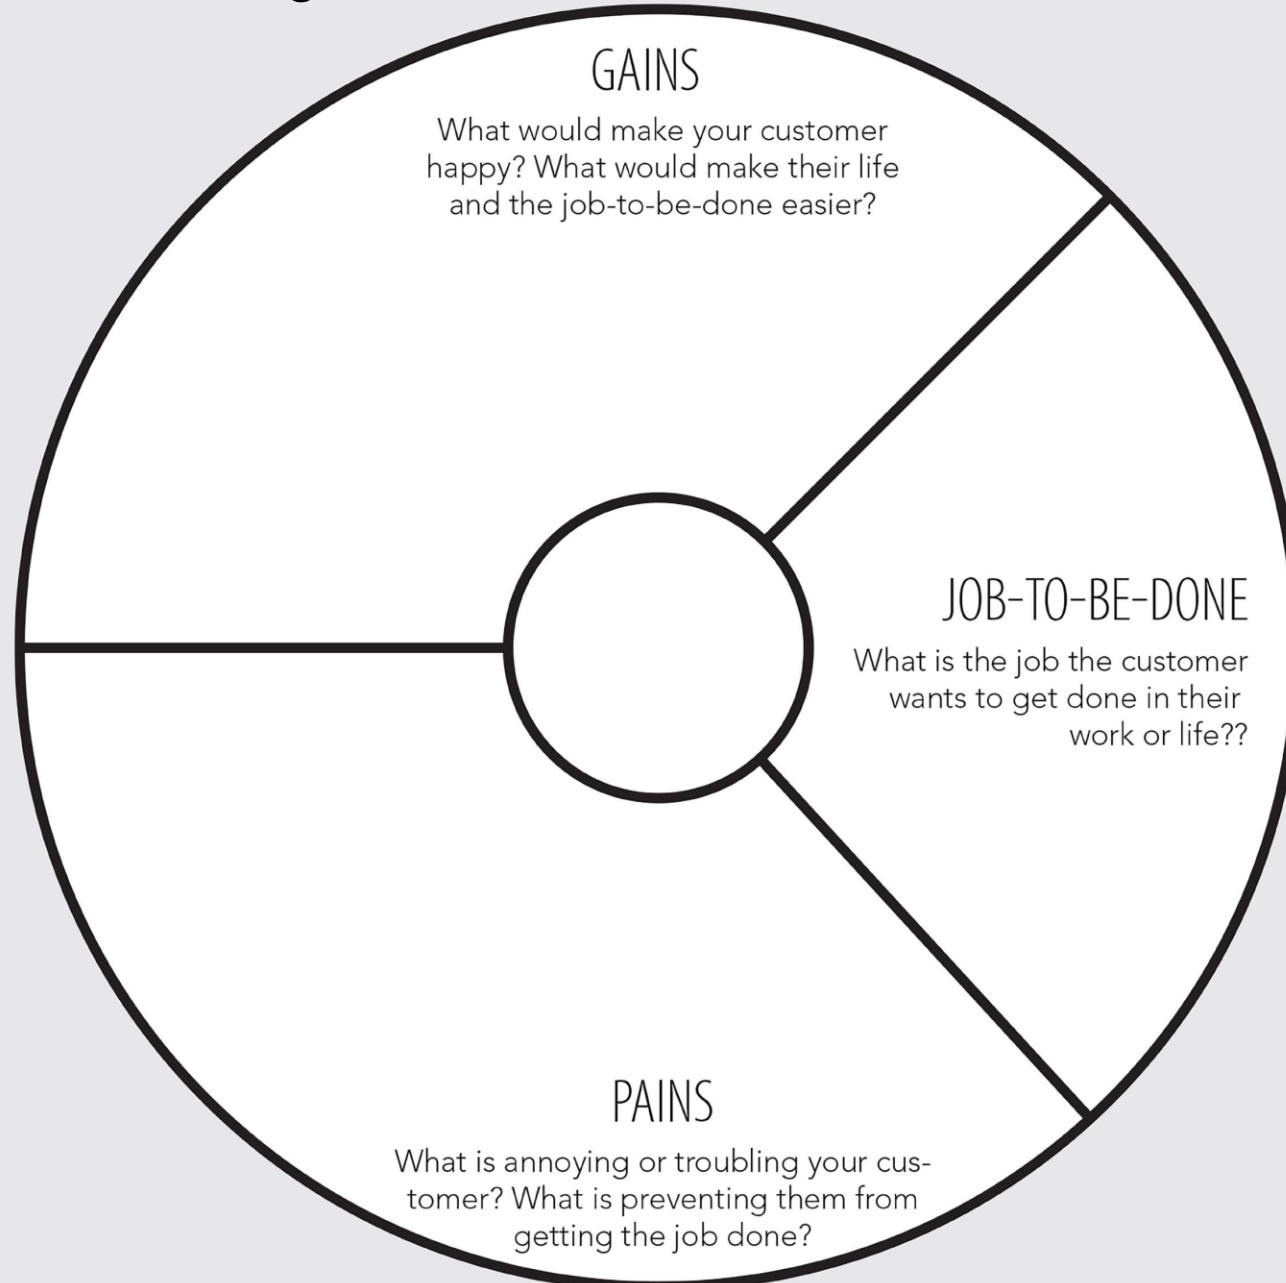 GAINS
What would make your customer
happy? What would make their life
and the job-to-be-done easier?
JOB-TO-BE-DONE
What is the job the customer
wants to get done in their
work or life??
PAINS
What is annoying or troubling your cus-
tomer? What is preventing them from
getting the job done?